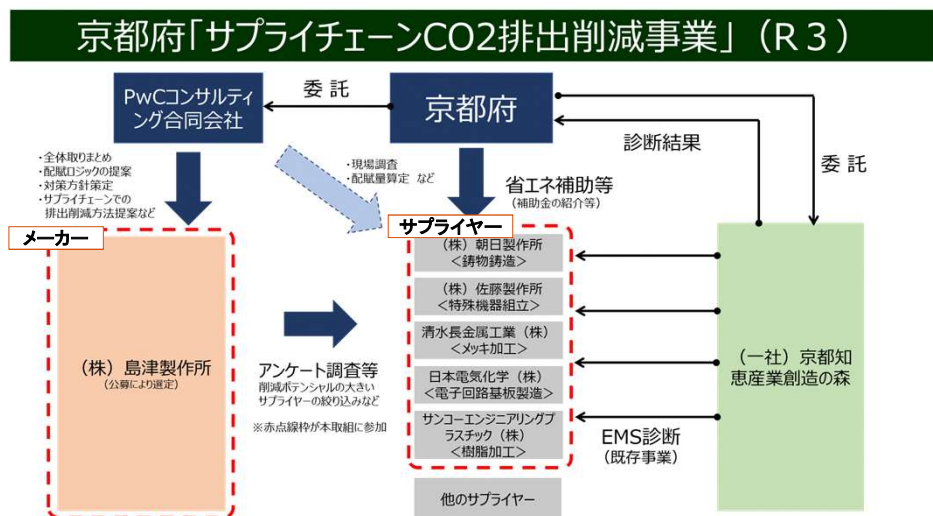 京都府「サプライチェーンCO2排出削減事業」（R３）
PwCコンサルティ
ング合同会社
委 託
京都府
診断結果
委 託
・全体取りまとめ
・配賦ロジックの提案
・対策方針策定
・サプライチェーンでの
排出削減方法提案など
・現場調査
・配賦量算定 など
省エネ補助等
（補助金の紹介等）
メーカー
サプライヤー
（株）島津製作所
（公募により選定）
アンケート調査等
削減ポテンシャルの大きい
サプライヤーの絞り込みなど
※赤点線枠が本取組に参加
（株）朝日製作所
＜鋳物鋳造＞
（株）佐藤製作所
＜特殊機器組立＞
清水長金属工業（株）
＜メッキ加工＞
日本電気化学（株）
＜電子回路基板製造＞
サンコーエンジニアリングプ
ラスチック（株）
＜樹脂加工＞
他のサプライヤー
EMS診断
（既存事業）
（一社）京都知
恵産業創造の森